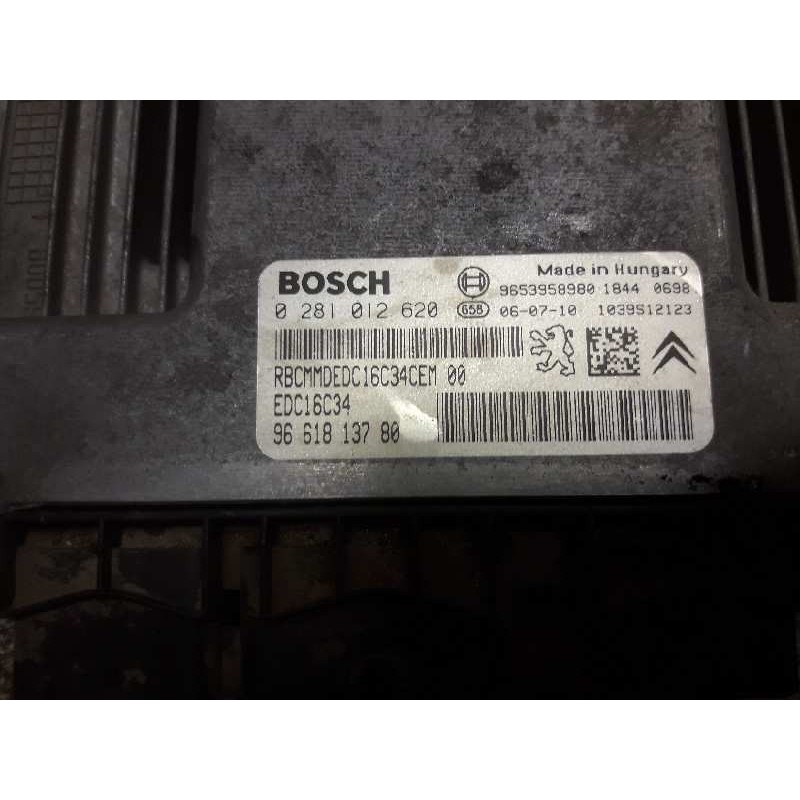 BOSCH
Made in Hungary
9653958980 1844 0698
0 281 012 620 658 06-07-10 1039S12123
RBCMMDEDC16C34CEM 00
EDC16C34
96 618 137 80